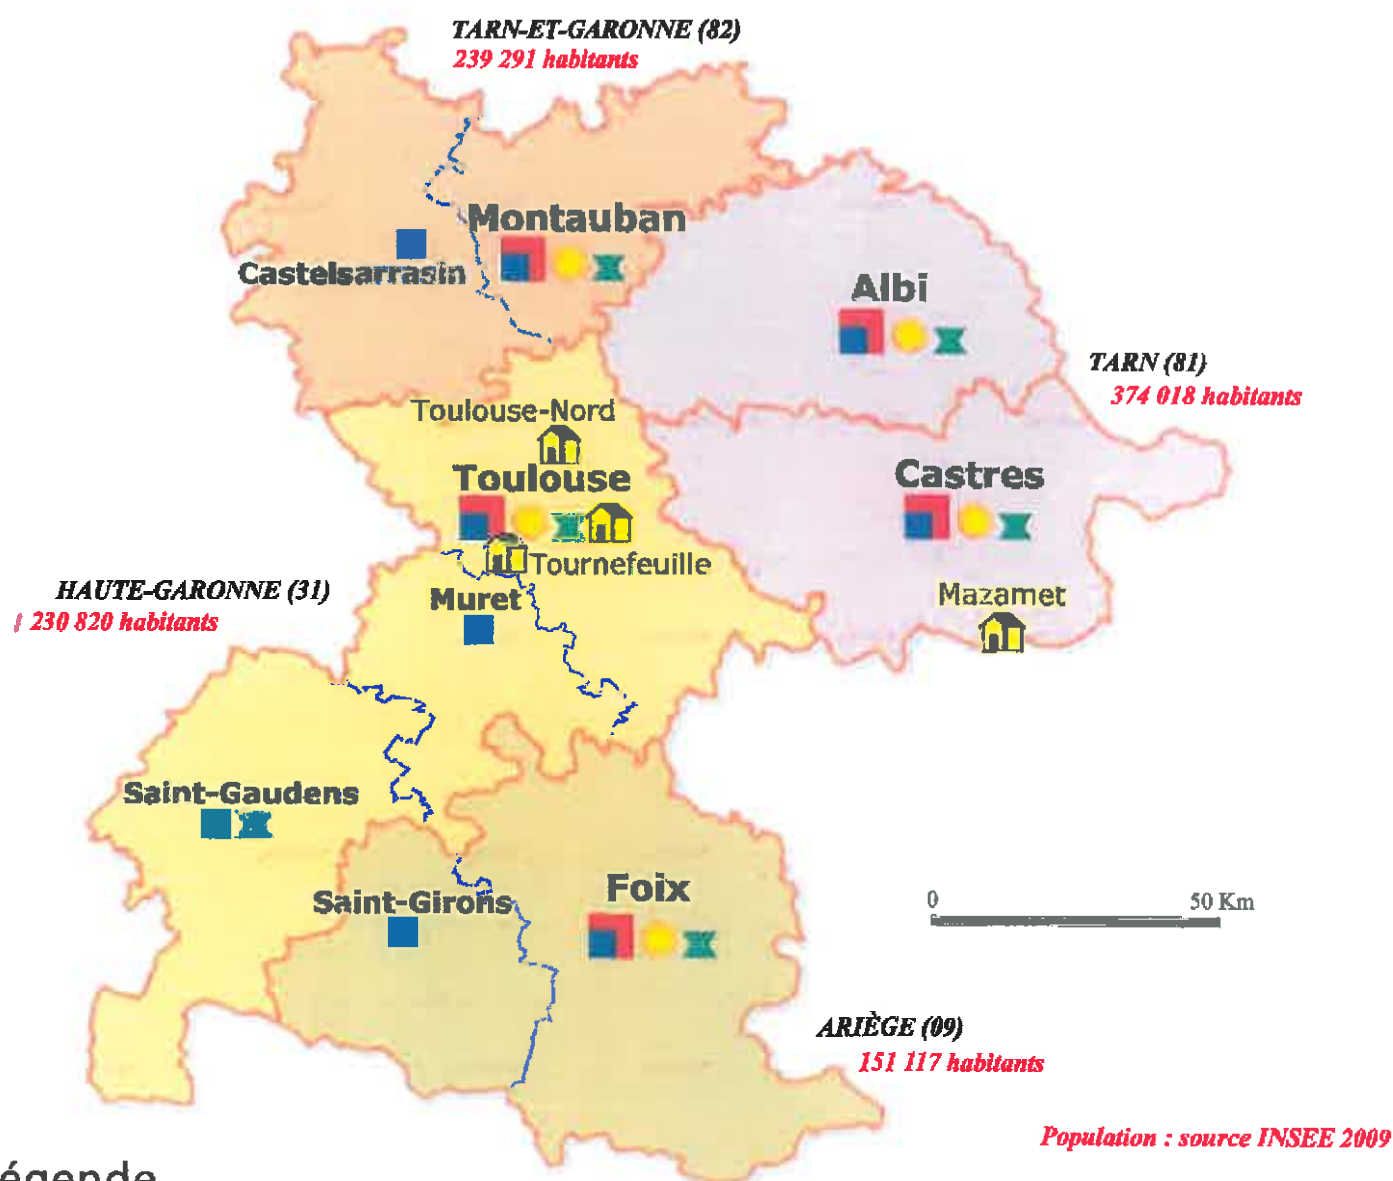 TARN-ET-GARONNE (82)
239 291 habitants
Montauban
Castelsarrasin
Albi
TARN (81)
374 018 habitants
Toulouse-Nord
Toulouse
Castres
Tournefeuille
HAUTE-GARONNE (31)
1 230 820 habitants
Muret
Mazamet
Saint-Gaudens
Saint-Girons
Foix
0 50 Km
ARIÈGE (09)
151 117 habitants
Population : source INSEE 2009
égende